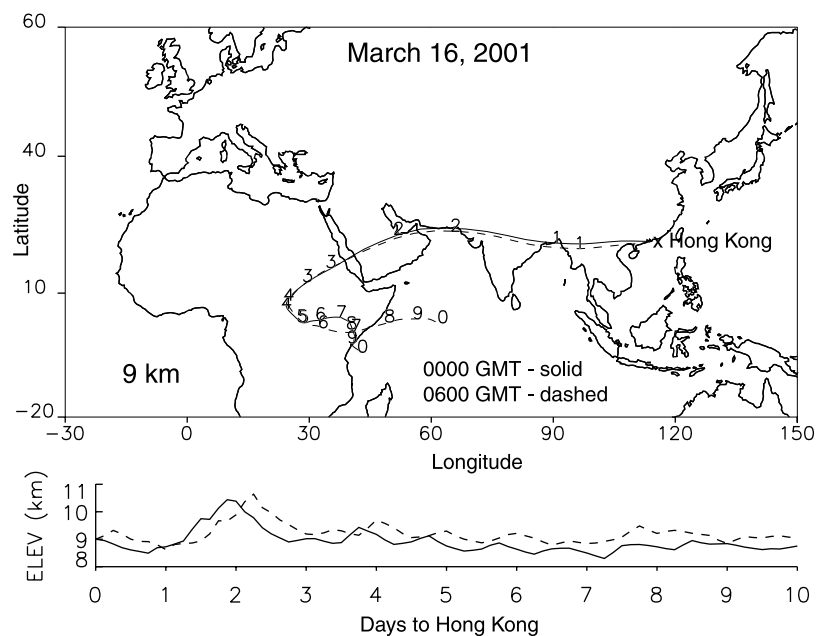 60
March 16, 2001
40
Latitude
2 1 2 1 1 x Hong Kong
3 3
10
4
4
5 5 6 7 8 9 0
6 8 7
9
0
9 km
0000 GMT - solid
0600 GMT - dashed
-20
-30 0 30 60 90 120 150
Longitude
11
10
9
8
ELEV (km)
0 1 2 3 4 5 6 7 8 9 10
Days to Hong Kong